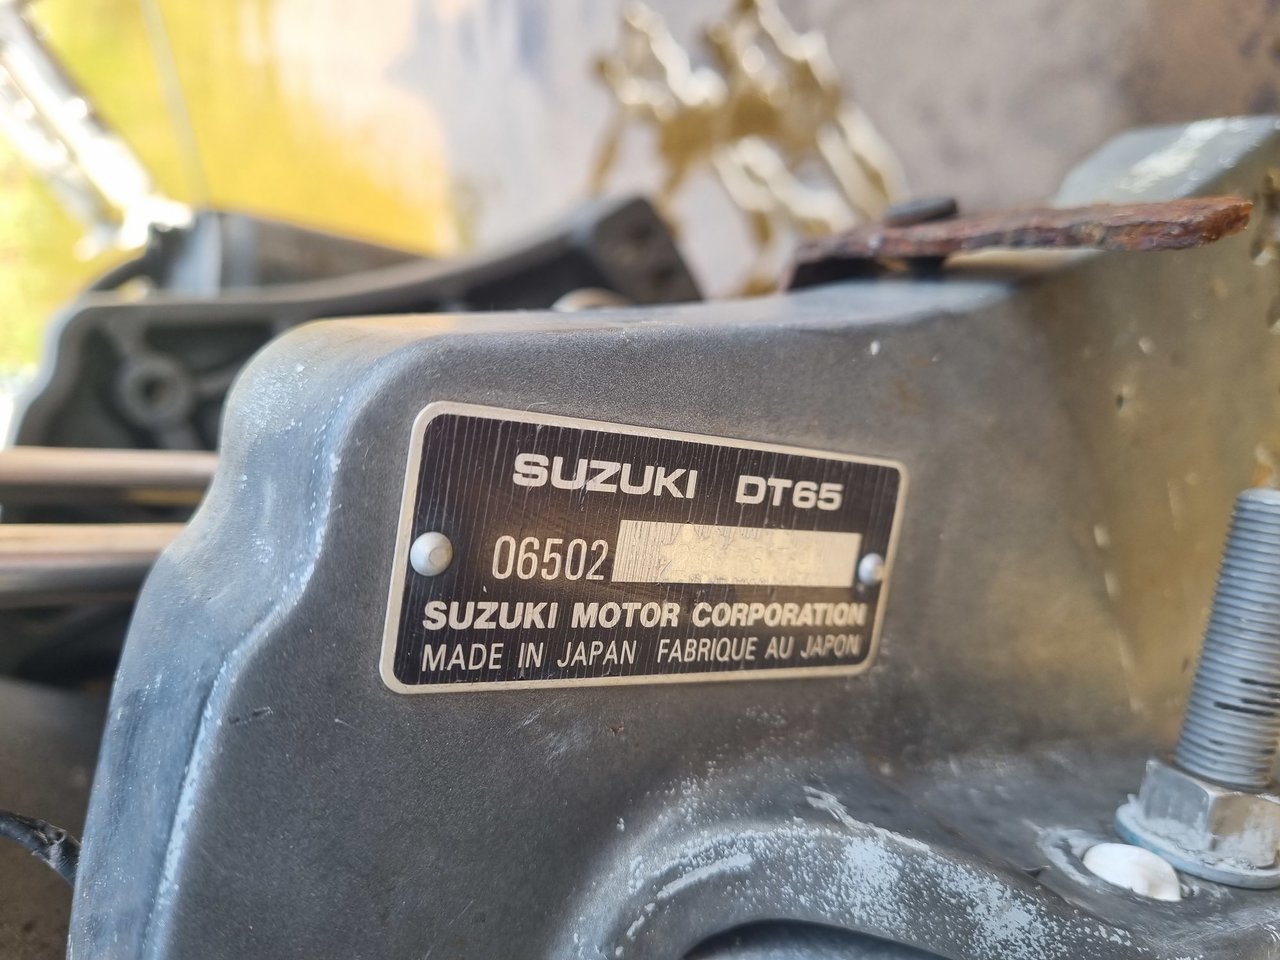 SUZUKI DT65
06502
SUZUKI MOTOR CORPORATION
MADE IN JAPAN FABRIQUE AU JAPON